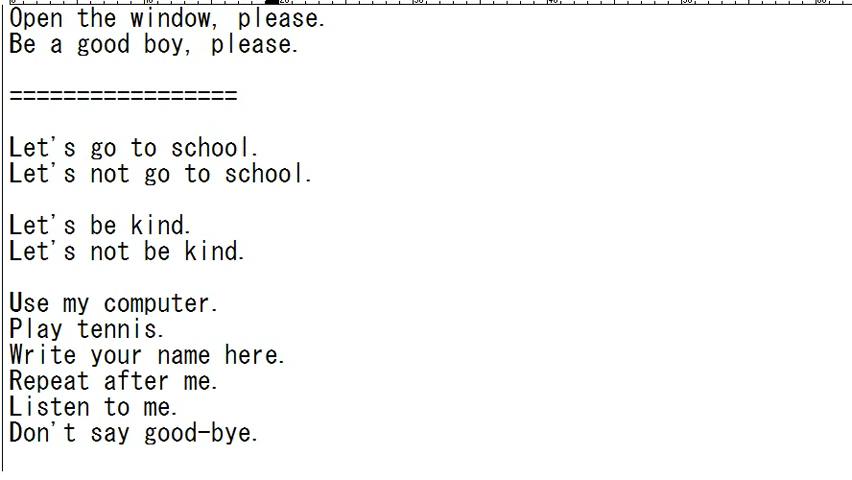 Open the window, please.
Be a good boy, please.
=================
Let's go to school.
Let's not go to school.
Let's be kind.
Let's not be kind.
Use my computer.
Play tennis.
Write your name here.
Repeat after me.
Listen to me.
Don't say good-bye.